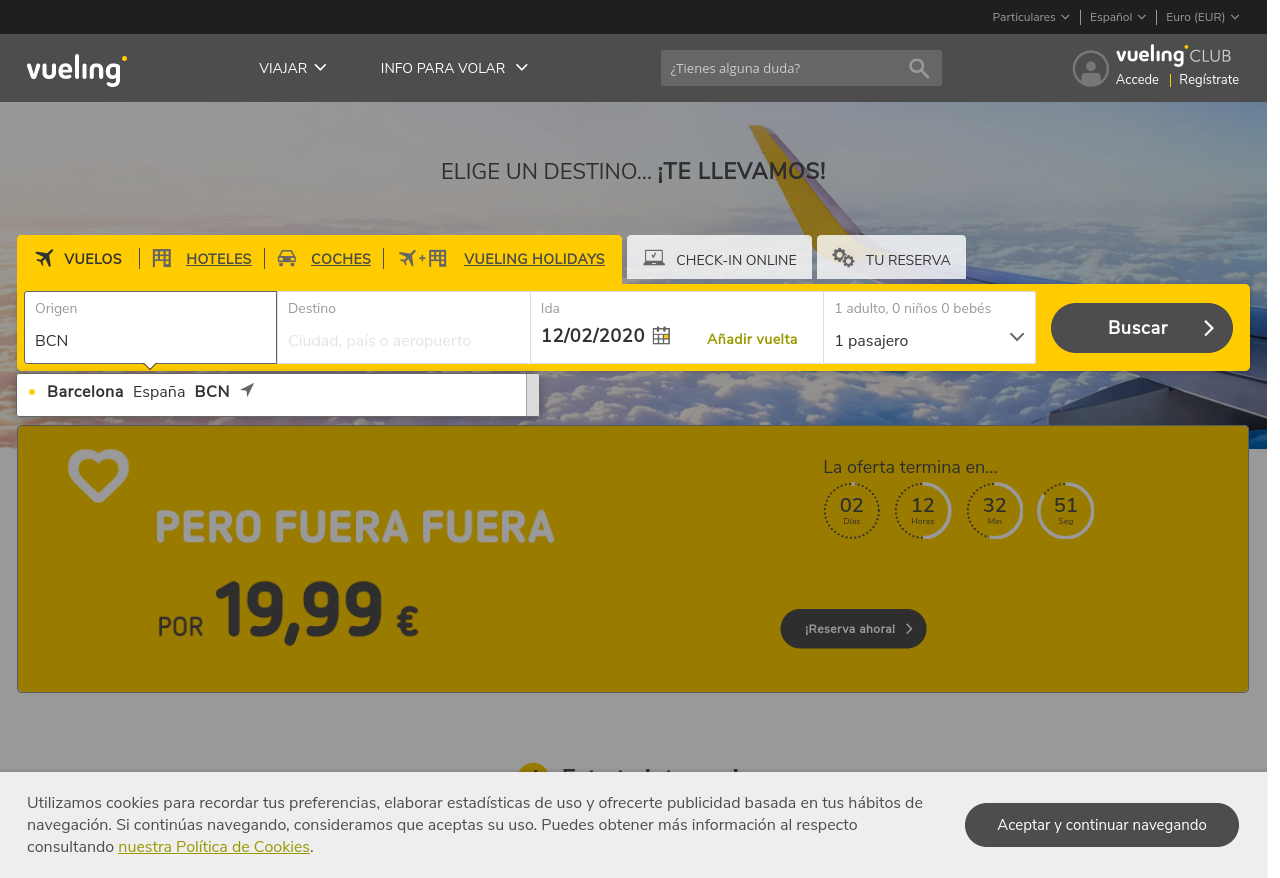 Particulares
Español
Euro (EUR)
vueling
VIAJAR
INFO PARA VOLAR
¿Tienes alguna duda?
vueling CLUB
Accede
Regístrate
ELIGE UN DESTINO... ¡TE LLEVAMOS!
VUELOS
HOTELES
COCHES
+
VUELING HOLIDAYS
CHECK-IN ONLINE
TU RESERVA
Origen
BCN
Destino
Ciudad, país o aeropuerto
Ida
12/02/2020
Añadir vuelta
1 adulto, 0 niños 0 bebés
1 pasajero
Buscar
Barcelona España BCN
PERO FUERA FUERA
POR 19,99 €
La oferta termina en...
02 Días
12 Horas
32 Min
51 Seg
¡Reserva ahora!
Utilizamos cookies para recordar tus preferencias, elaborar estadísticas de uso y ofrecerte publicidad basada en tus hábitos de
navegación. Si continúas navegando, consideramos que aceptas su uso. Puedes obtener más información al respecto
consultando nuestra Política de Cookies.
Aceptar y continuar navegando